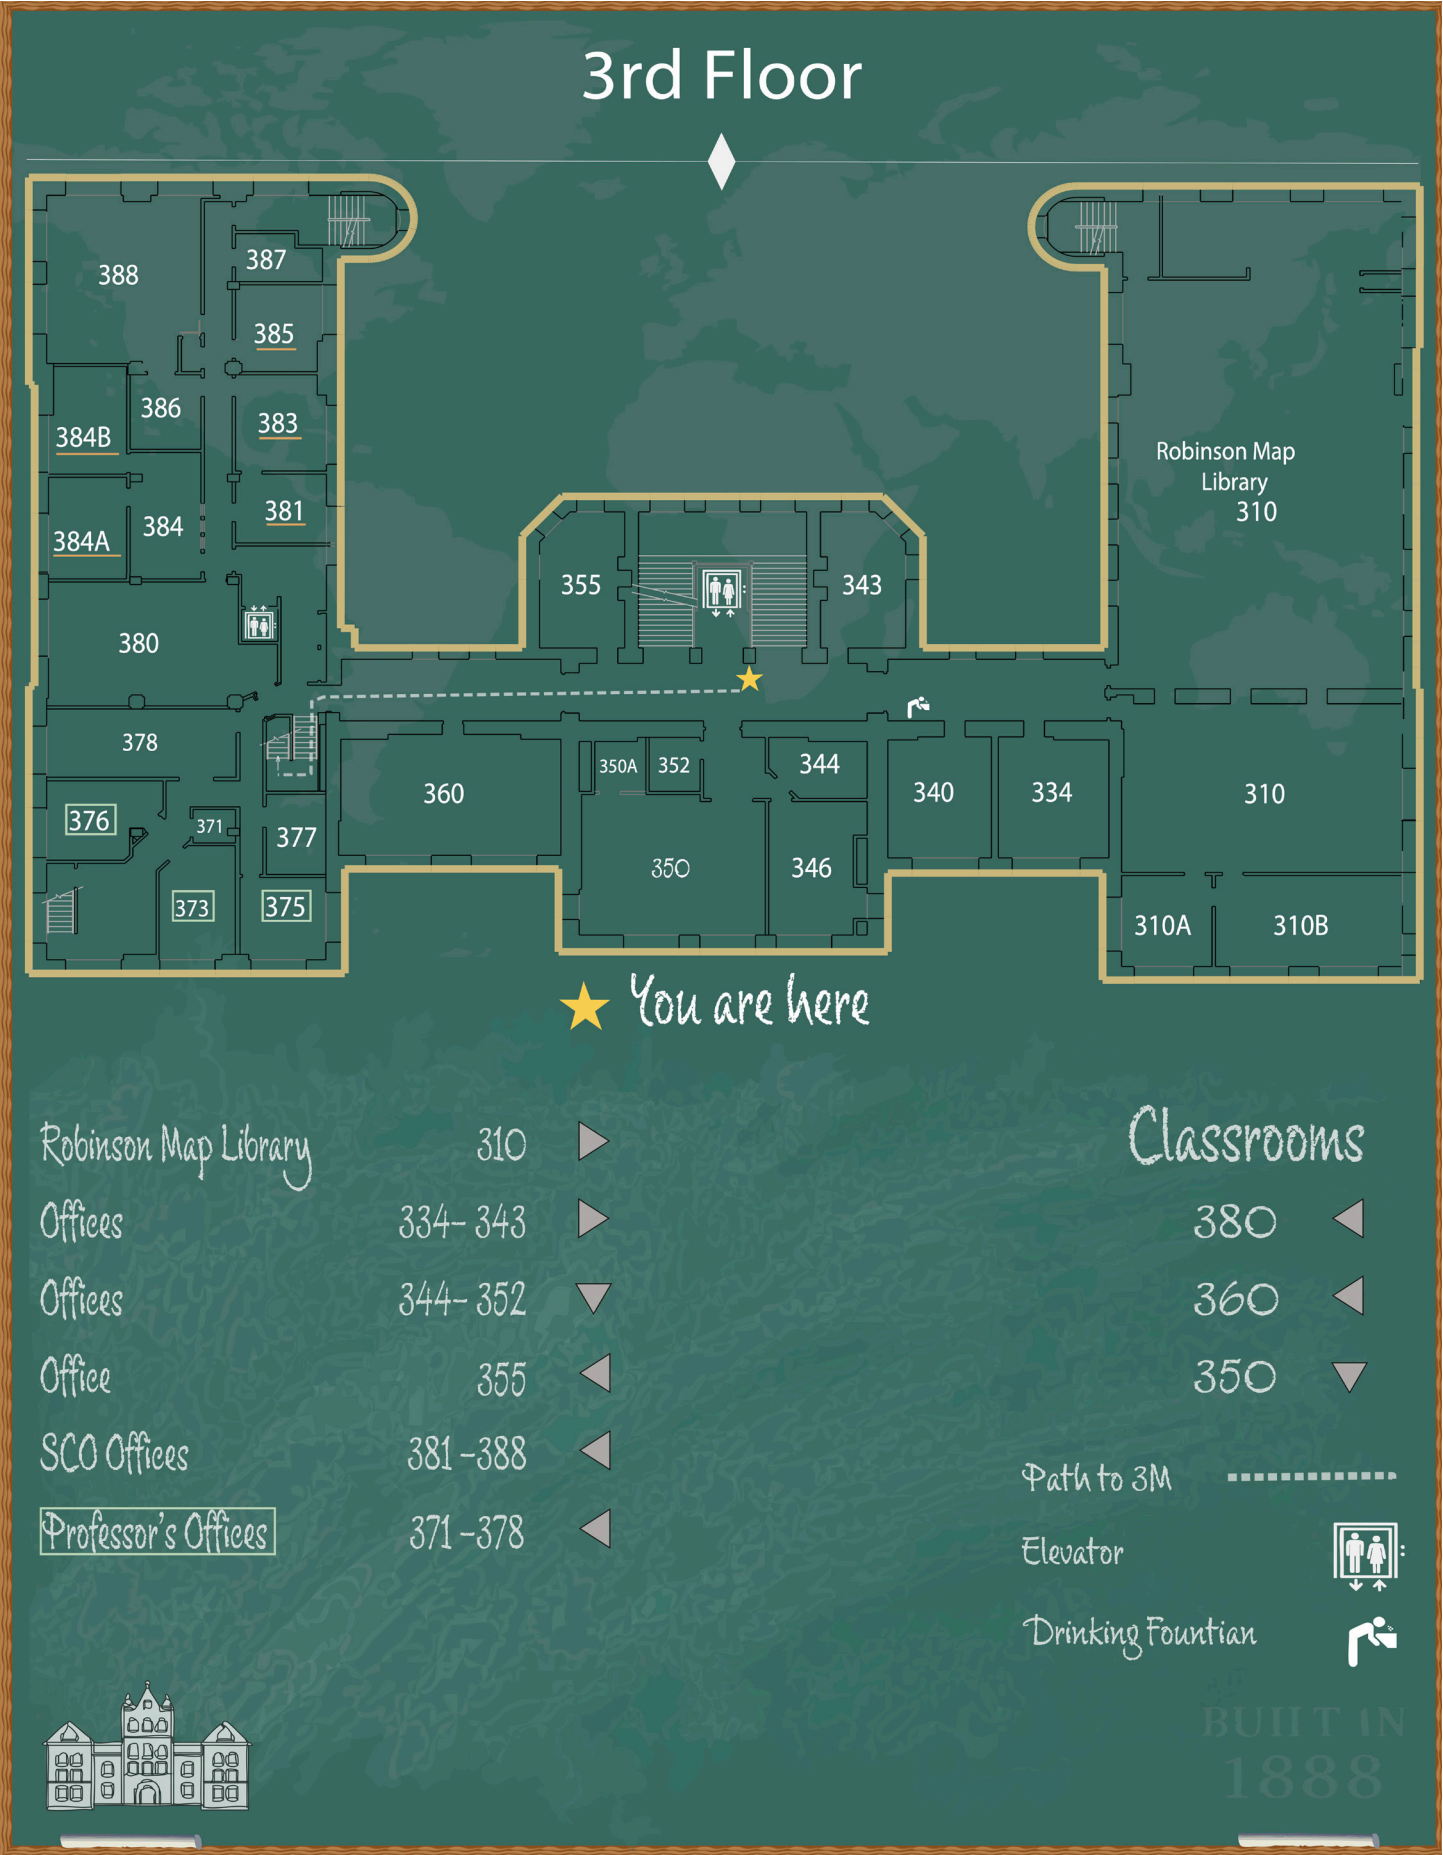 3rd Floor
388
387
385
386
383
384B
381
384
384A
380
378
376
371
377
373
375
355
343
360
350A
352
344
350
346
340
334
Robinson Map
Library
310
310
310A
310B
You are here
Robinson Map Library 310
Offices 334-343
Offices 344-352
Office 355
SCO Offices 381-388
Professor's Offices 371-378
Classrooms
380
360
350
Path to 3M
Elevator
Drinking Fountian
BUILT IN
1888